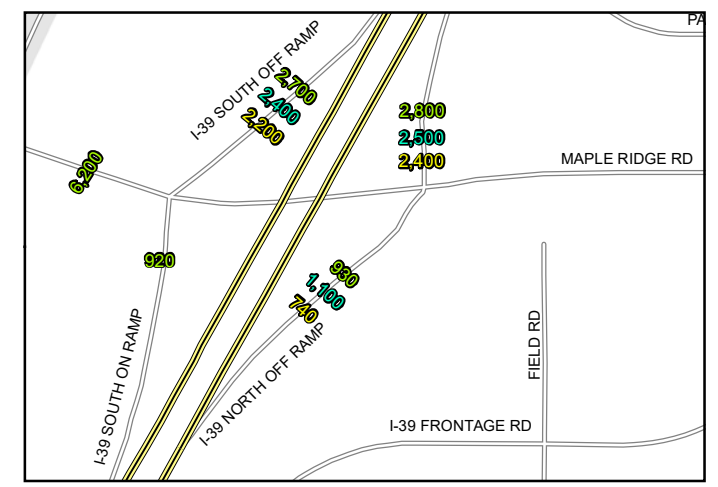 PA
I-39 SOUTH OFF RAMP
2,700
2,400
2,200
2,800
2,500
2,400
MAPLE RIDGE RD
6,200
920
930
1,100
740
I-39 SOUTH ON RAMP
I-39 NORTH OFF RAMP
FIELD RD
I-39 FRONTAGE RD